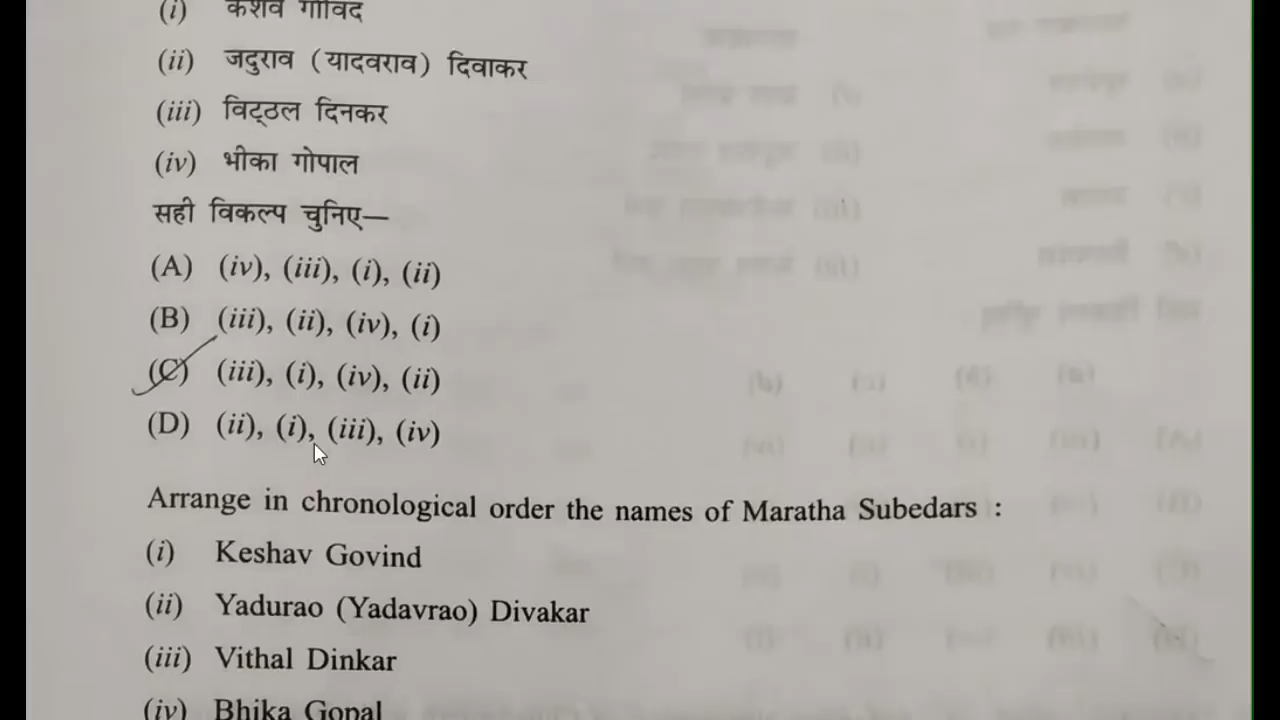 (i) केशव गोविंद
(ii) जदुराव (यादवराव) दिवाकर
(iii) विट्ठल दिनकर
(iv) भीका गोपाल
सही विकल्प चुनिए—
(A) (iv), (iii), (i), (ii)
(B) (iii), (ii), (iv), (i)
(C) (iii), (i), (iv), (ii)
(D) (ii), (i), (iii), (iv)
Arrange in chronological order the names of Maratha Subedars :
(i) Keshav Govind
(ii) Yadurao (Yadavrao) Divakar
(iii) Vithal Dinkar
(iv) Bhika Gopal